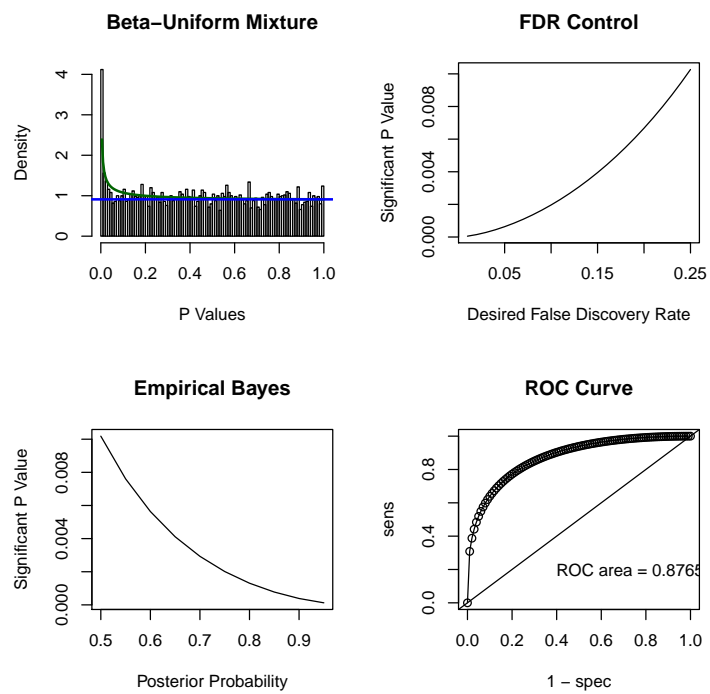 Beta−Uniform Mixture
Density
0
1
2
3
4
0.0 0.2 0.4 0.6 0.8 1.0
P Values
FDR Control
Significant P Value
0.000
0.004
0.008
0.05 0.15 0.25
Desired False Discovery Rate
Empirical Bayes
Significant P Value
0.000
0.004
0.008
0.5 0.6 0.7 0.8 0.9
Posterior Probability
ROC Curve
sens
0.0
0.4
0.8
ROC area = 0.8765
0.0 0.2 0.4 0.6 0.8 1.0
1 − spec